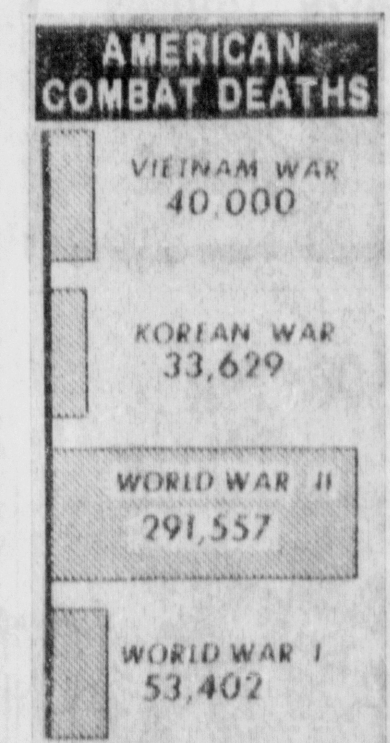 AMERICAN
COMBAT DEATHS
VIETNAM WAR
40,000
KOREAN WAR
33,629
WORLD WAR II
291,557
WORLD WAR I
53,402